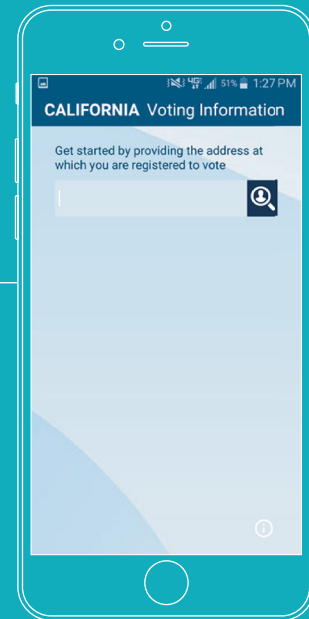 4G 51% 1:27 PM
CALIFORNIA Voting Information
Get started by providing the address at
which you are registered to vote